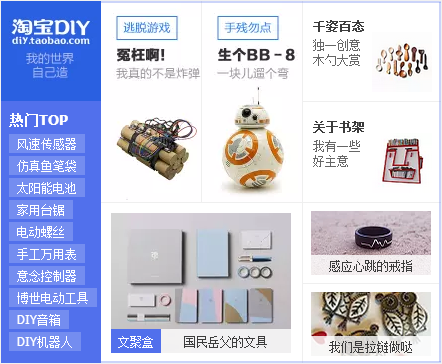 淘宝DIY
diy.taobao.com
我的世界
自己造
热门TOP
风速传感器
仿真鱼笔袋
太阳能电池
家用台锯
电动螺丝
手工万用表
意念控制器
博世电动工具
DIY音箱
DIY机器人
逃脱游戏
冤枉啊!
我真的不是炸弹
手残勿点
生个BB-8
一块儿遛个弯
千姿百态
独一创意
木勺大赏
关于书架
我有一些
好主意
文聚盒
国民岳父的文具
感应心跳的戒指
我们是拉链做哒